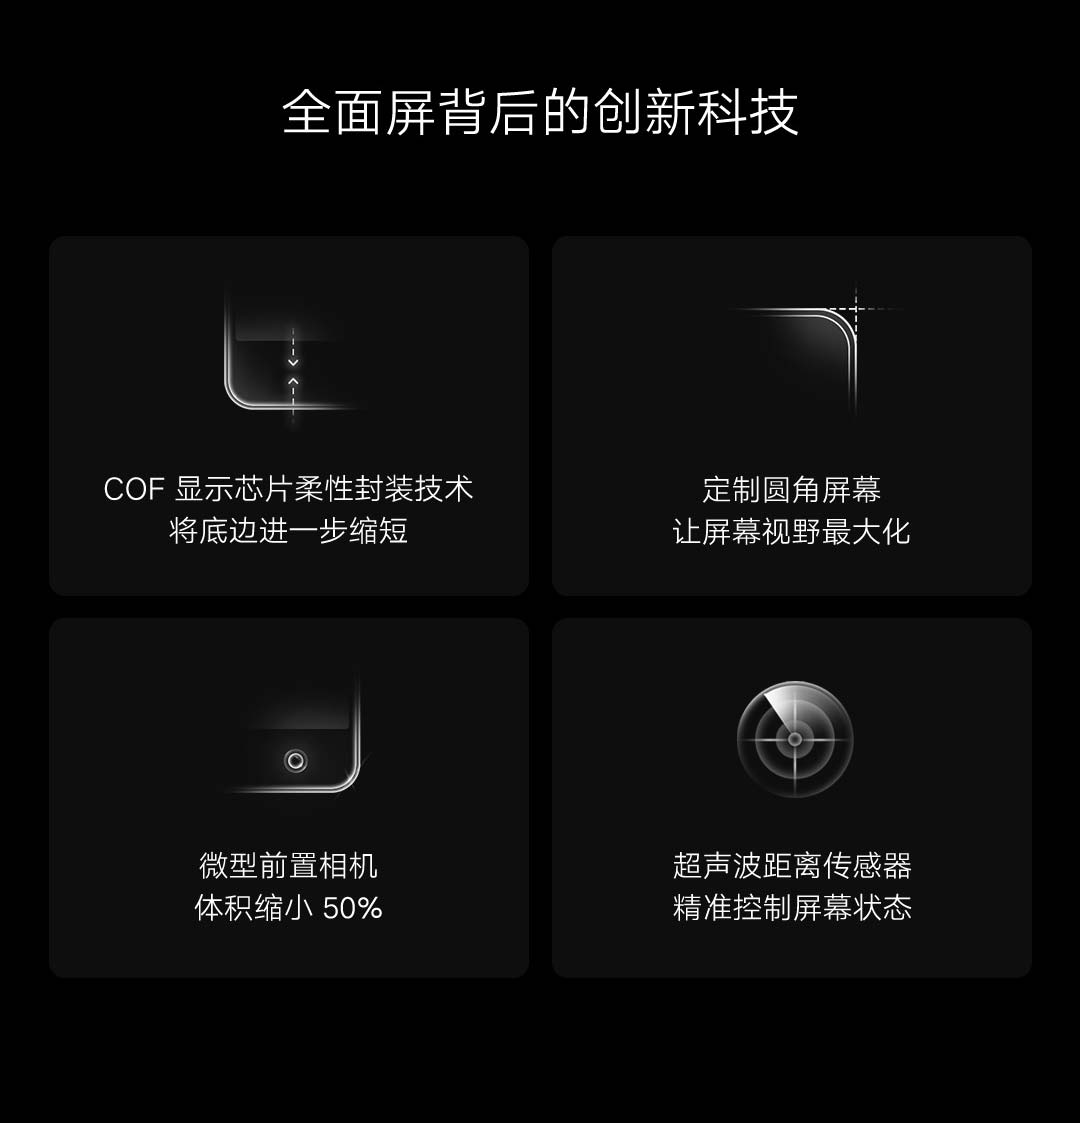 全面屏背后的创新科技
COF 显示芯片柔性封装技术
将底边进一步缩短
定制圆角屏幕
让屏幕视野最大化
微型前置相机
体积缩小 50%
超声波距离传感器
精准控制屏幕状态